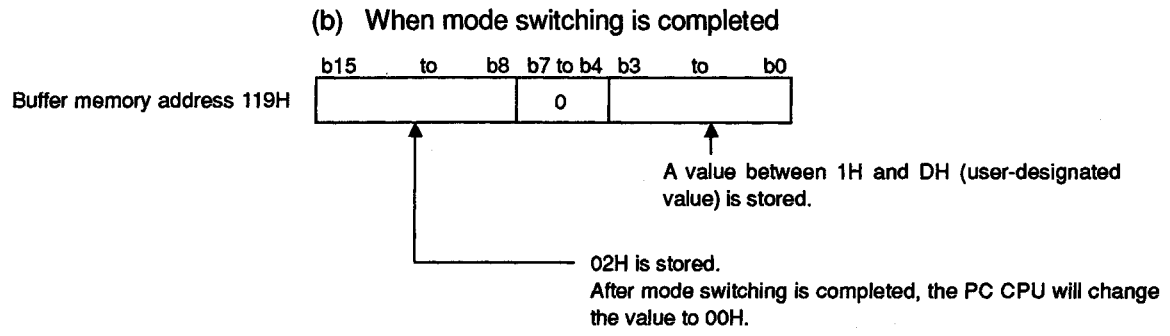 (b) When mode switching is completed
b15 to b8 b7 to b4 b3 to b0
Buffer memory address 119H
0
A value between 1H and DH (user-designated
value) is stored.
02H is stored.
After mode switching is completed, the PC CPU will change
the value to 00H.